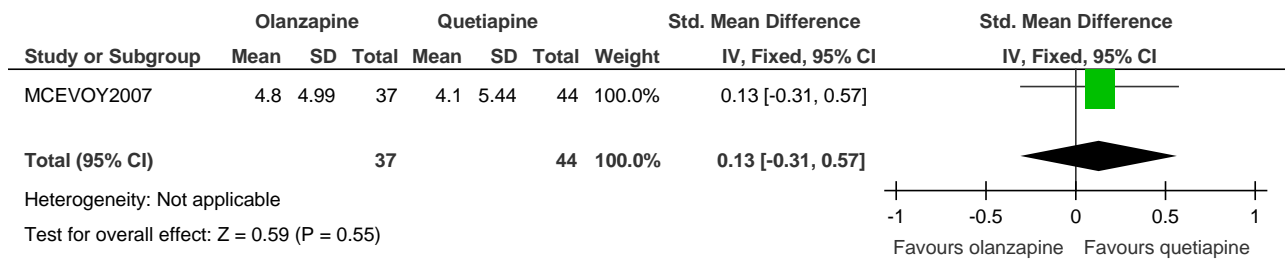 Olanzapine Quetiapine Std. Mean Difference Std. Mean Difference
Study or Subgroup Mean SD Total Mean SD Total Weight IV, Fixed, 95% CI IV, Fixed, 95% CI
MCEVOY2007 4.8 4.99 37 4.1 5.44 44 100.0% 0.13 [-0.31, 0.57]
Total (95% CI) 37 44 100.0% 0.13 [-0.31, 0.57]
Heterogeneity: Not applicable
Test for overall effect: Z = 0.59 (P = 0.55)
-1 -0.5 0 0.5 1
Favours olanzapine Favours quetiapine